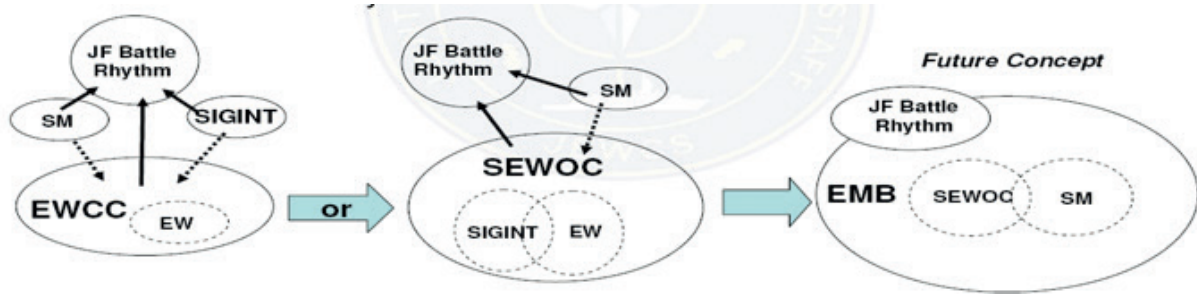 JF Battle
Rhythm
SM
SIGINT
EWCC
EW
or
JF Battle
Rhythm
SM
SEWOC
SIGINT
EW
Future Concept
JF Battle
Rhythm
EMB
SEWOC
SM